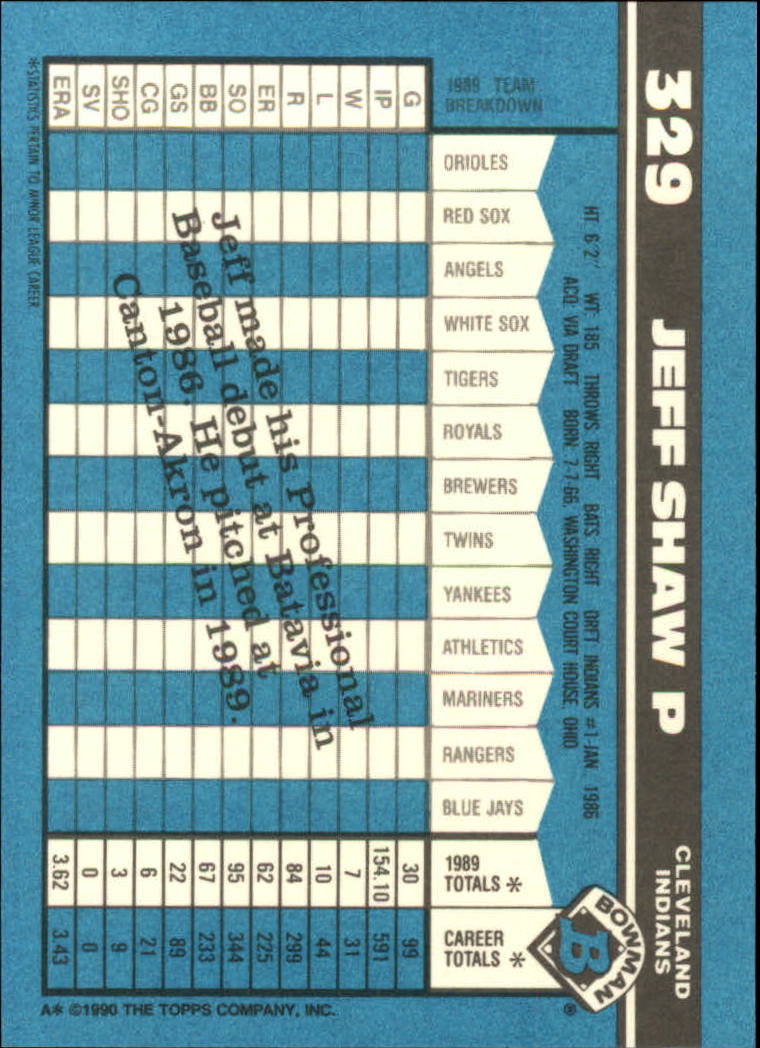 329 JEFF SHAW P CLEVELAND
INDIANS
BOWMAN
B
HT. 6'2" WT. 185 THROWS: RIGHT BATS: RIGHT DRFT: INDIANS #1-JAN. 1986
ACQ: VIA DRAFT BORN: 7-7-66, WASHINGTON COURT HOUSE, OHIO
1989 TEAM
BREAKDOWN
G IP W L R ER SO BB GS CG SHO SV ERA
ORIOLES
RED SOX
ANGELS
WHITE SOX
TIGERS
ROYALS
BREWERS
TWINS
YANKEES
ATHLETICS
MARINERS
RANGERS
BLUE JAYS
1989
TOTALS * 30 154.10 7 10 84 62 95 67 22 6 3 0 3.62
CAREER
TOTALS * 99 591 31 44 299 225 344 233 89 21 9 0 3.43
Jeff made his Professional
Baseball debut at Batavia in
1986. He pitched at
Canton-Akron in 1989.
*STATISTICS PERTAIN TO MINOR LEAGUE CAREER
A* ©1990 THE TOPPS COMPANY, INC. ®